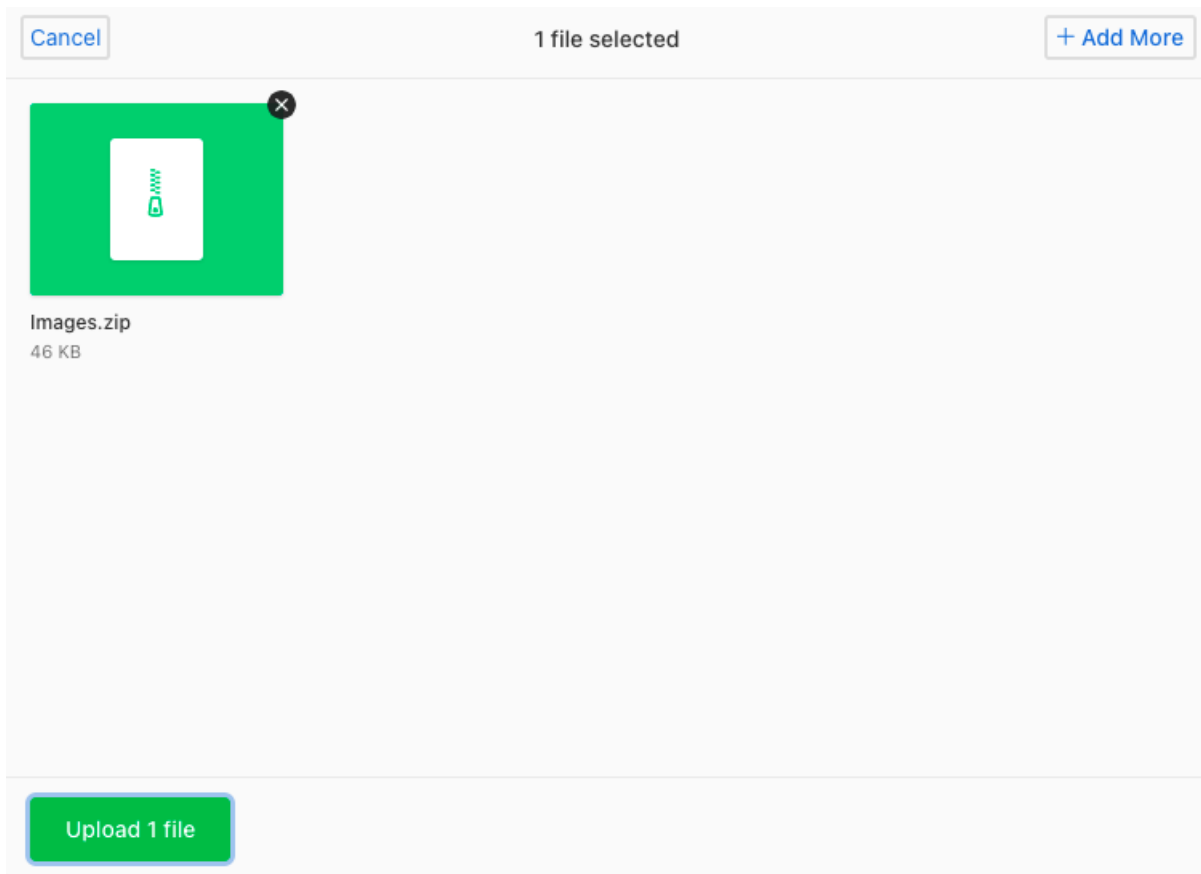 Cancel
1 file selected
+ Add More
Images.zip
46 KB
Upload 1 file